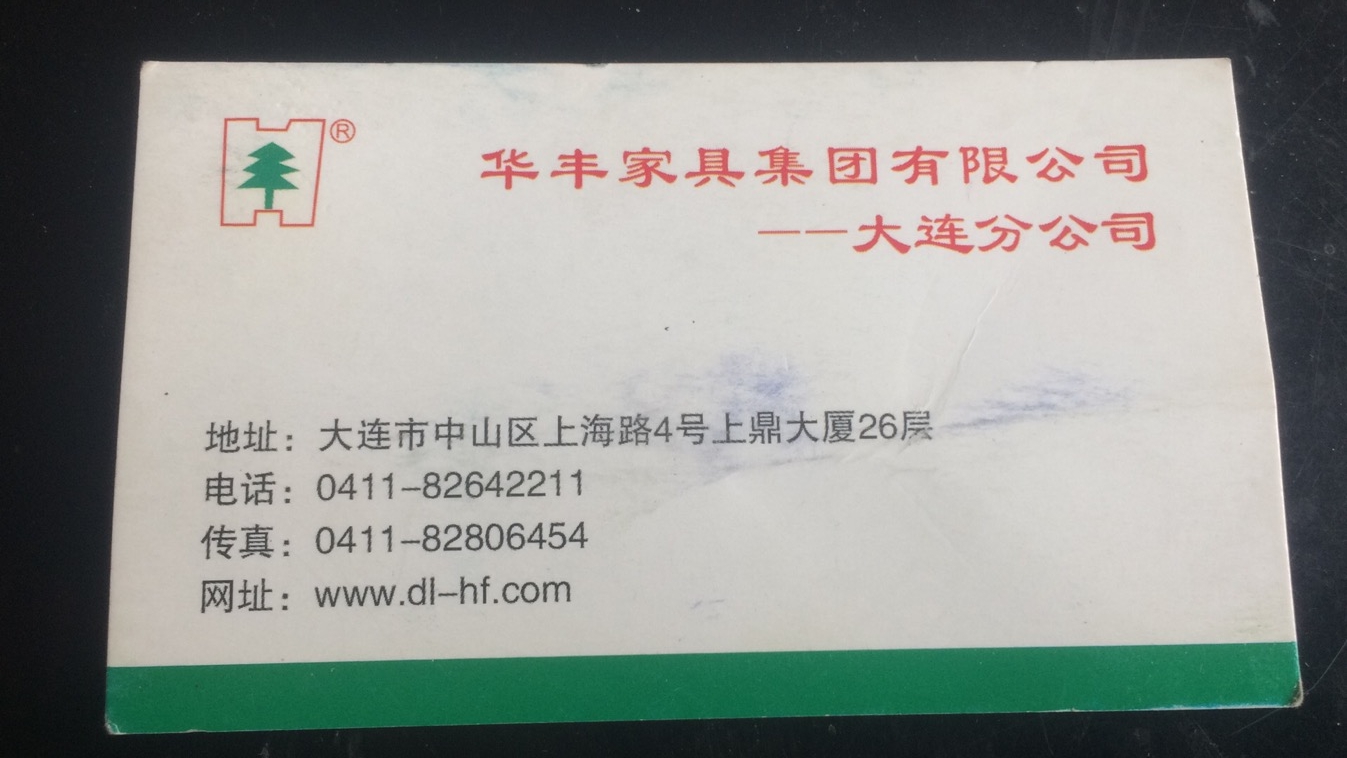 ®
华丰家具集团有限公司
——大连分公司
地址：大连市中山区上海路4号上鼎大厦26层
电话：0411-82642211
传真：0411-82806454
网址：www.dl-hf.com